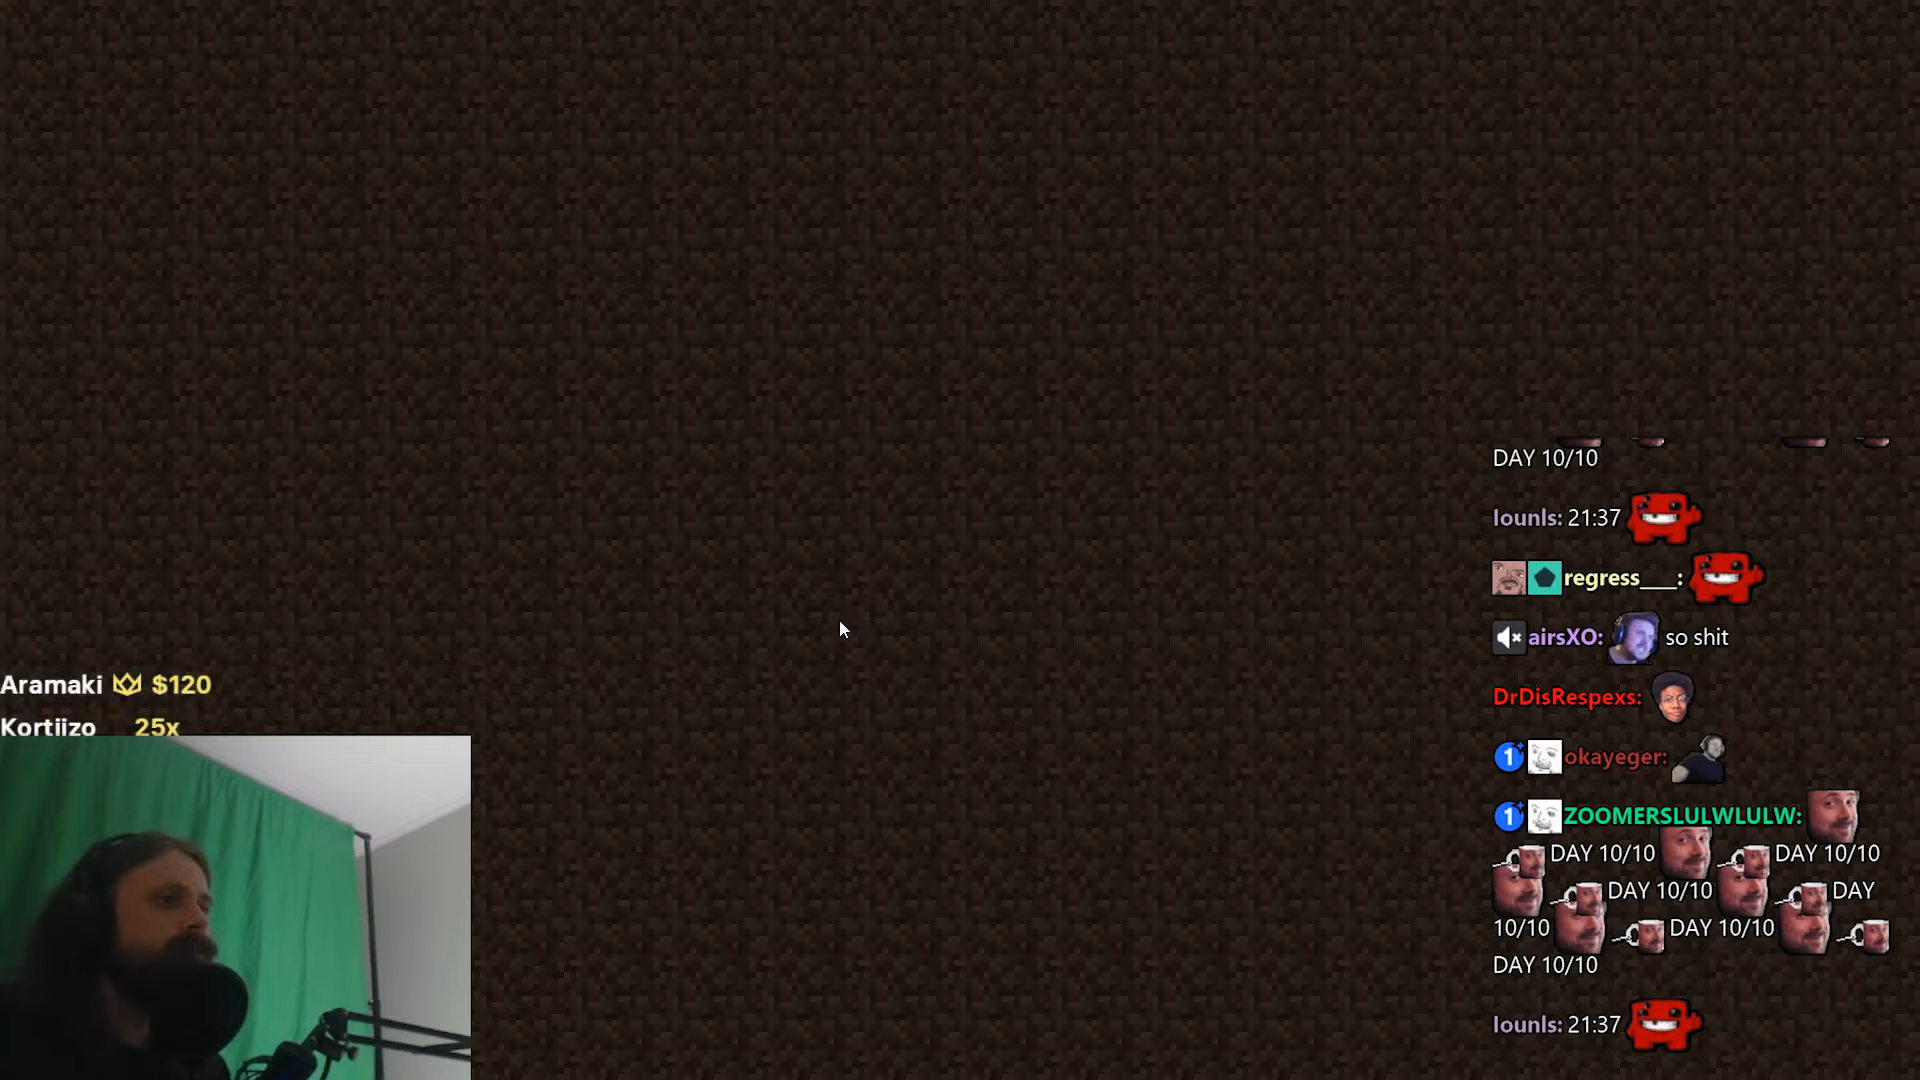 DAY 10/10
lounls: 21:37
regress___:
airsXO: so shit
DrDisRespexs:
Aramaki $120
Kortiizo 25x
1 okayeger:
1 ZOOMERSLULWLULW:
DAY 10/10 DAY 10/10
DAY 10/10 DAY
10/10 DAY 10/10
DAY 10/10
lounls: 21:37